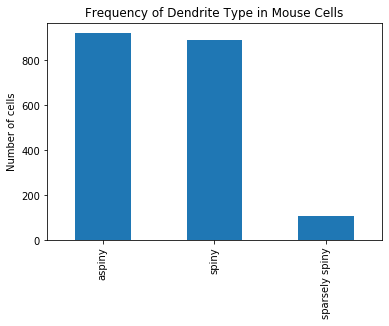 Frequency of Dendrite Type in Mouse Cells
Number of cells
800
600
400
200
0
aspiny
spiny
sparsely spiny